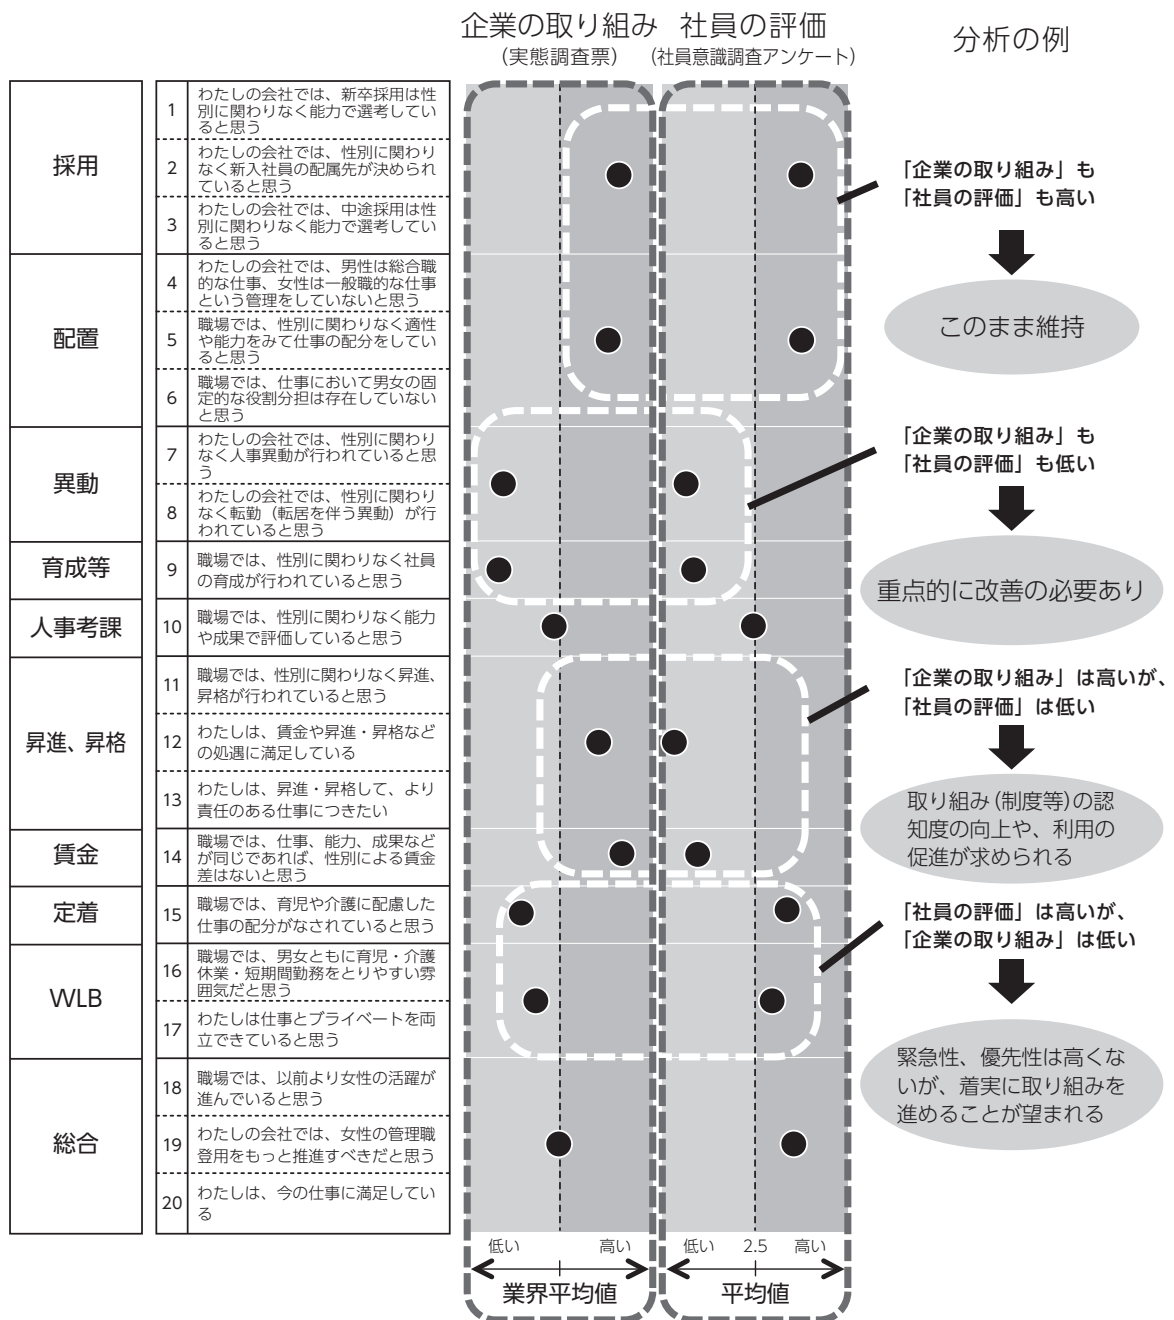 企業の取り組み
(実態調査票)
社員の評価
(社員意識調査アンケート)
分析の例
採用
1
わたしの会社では、新卒採用は性
別に関わりなく能力で選考してい
ると思う
2
わたしの会社では、性別に関わり
なく新入社員の配属先が決められ
ていると思う
3
わたしの会社では、中途採用は性
別に関わりなく能力で選考してい
ると思う
配置
4
わたしの会社では、男性は総合職
的な仕事、女性は一般職的な仕事
という管理をしていないと思う
5
職場では、性別に関わりなく適性
や能力をみて仕事の配分をしてい
ると思う
6
職場では、仕事において男女の固
定的な役割分担は存在していない
と思う
異動
7
わたしの会社では、性別に関わり
なく人事異動が行われていると思
う
8
わたしの会社では、性別に関わり
なく転勤（転居を伴う異動）が行
われていると思う
育成等
9
職場では、性別に関わりなく社員
の育成が行われていると思う
人事考課
10
職場では、性別に関わりなく能力
や成果で評価していると思う
昇進、昇格
11
職場では、性別に関わりなく昇進、
昇格が行われていると思う
12
わたしは、賃金や昇進・昇格など
の処遇に満足している
13
わたしは、昇進・昇格して、より
責任のある仕事につきたい
賃金
14
職場では、仕事、能力、成果など
が同じであれば、性別による賃金
差はないと思う
定着
15
職場では、育児や介護に配慮した
仕事の配分がなされていると思う
WLB
16
職場では、男女ともに育児・介護
休業・短期間勤務をとりやすい雰
囲気だと思う
17
わたしは仕事とプライベートを両
立できていると思う
総合
18
職場では、以前より女性の活躍が
進んでいると思う
19
わたしの会社では、女性の管理職
登用をもっと推進すべきだと思う
20
わたしは、今の仕事に満足してい
る
低い 高い
業界平均値
低い 2.5 高い
平均値
「企業の取り組み」も
「社員の評価」も高い
このまま維持
「企業の取り組み」も
「社員の評価」も低い
重点的に改善の必要あり
「企業の取り組み」は高いが、
「社員の評価」は低い
取り組み（制度等）の認
知度の向上や、利用の
促進が求められる
「社員の評価」は高いが、
「企業の取り組み」は低い
緊急性、優先性は高くな
いが、着実に取り組みを
進めることが望まれる